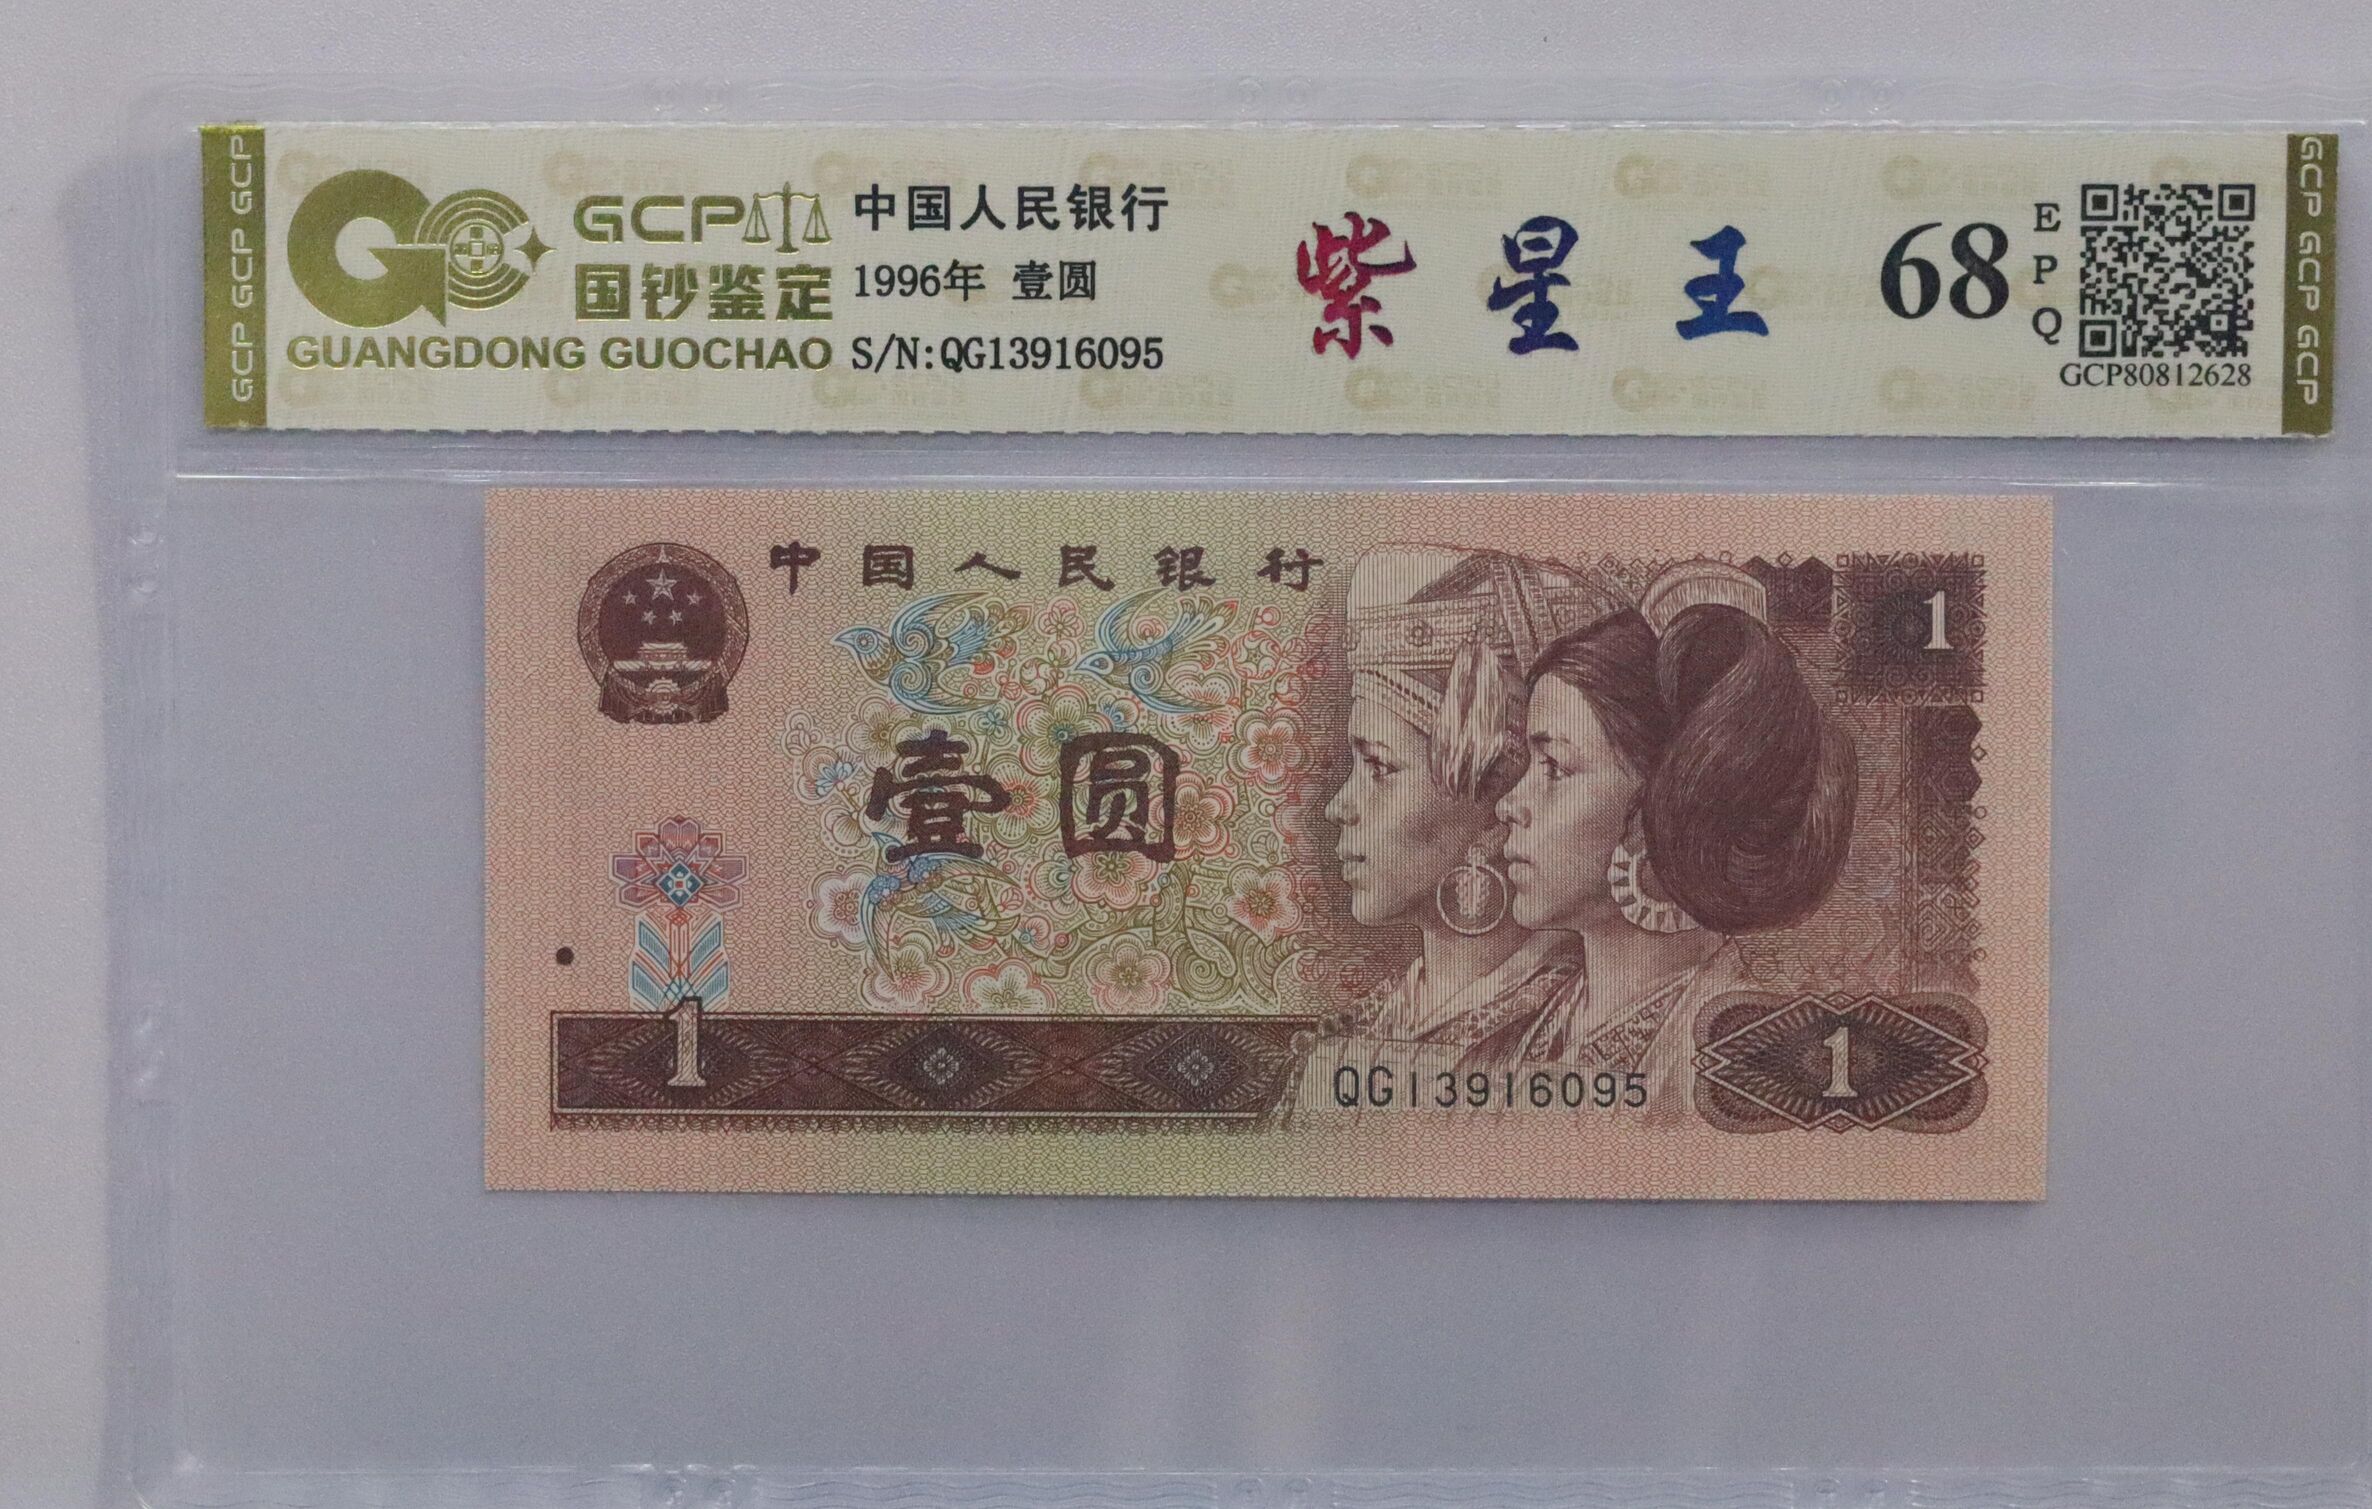 GCP GCP GCP
GCP
国钞鉴定
GUANGDONG GUOCHAO
中国人民银行
1996年 壹圆
S/N:QG13916095
紫星王
68
EPQ
GCP80812628
GCP GCP GCP
中国人民银行
1
壹圆
1
QG13916095
1